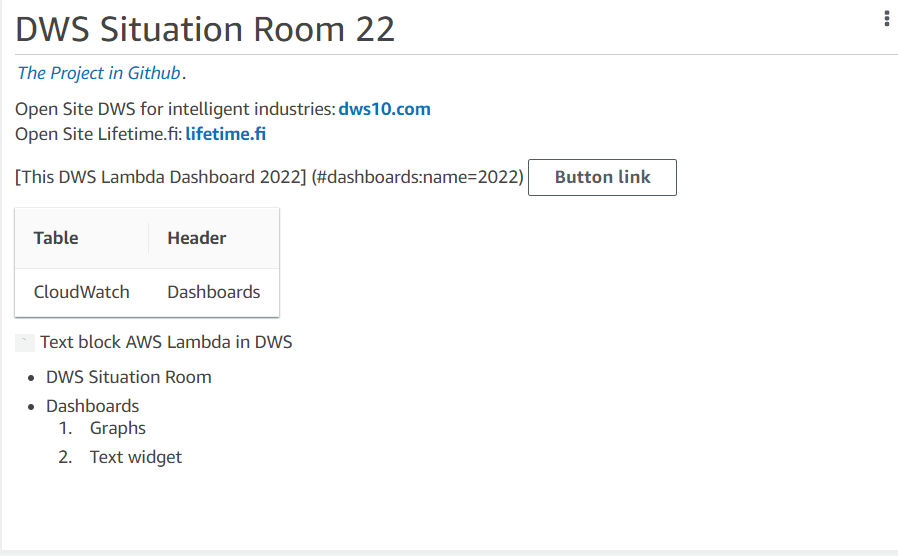 DWS Situation Room 22
The Project in Github.
Open Site DWS for intelligent industries: dws10.com
Open Site Lifetime.fi: lifetime.fi
[This DWS Lambda Dashboard 2022] (#dashboards:name=2022) Button link
Table Header
CloudWatch Dashboards
` Text block AWS Lambda in DWS
• DWS Situation Room
• Dashboards
1. Graphs
2. Text widget